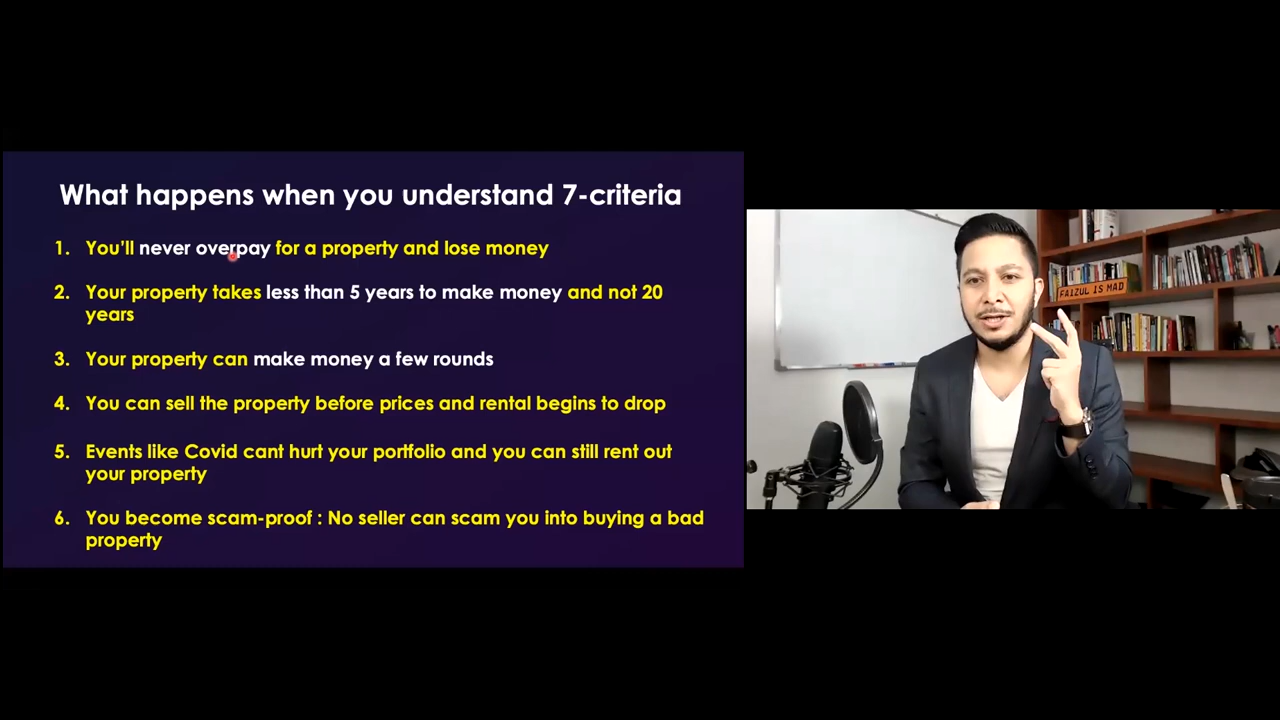 What happens when you understand 7-criteria
1. You'll never overpay for a property and lose money
2. Your property takes less than 5 years to make money and not 20
years
3. Your property can make money a few rounds
4. You can sell the property before prices and rental begins to drop
5. Events like Covid cant hurt your portfolio and you can still rent out
your property
6. You become scam-proof : No seller can scam you into buying a bad
property
FAIZUL IS MAD